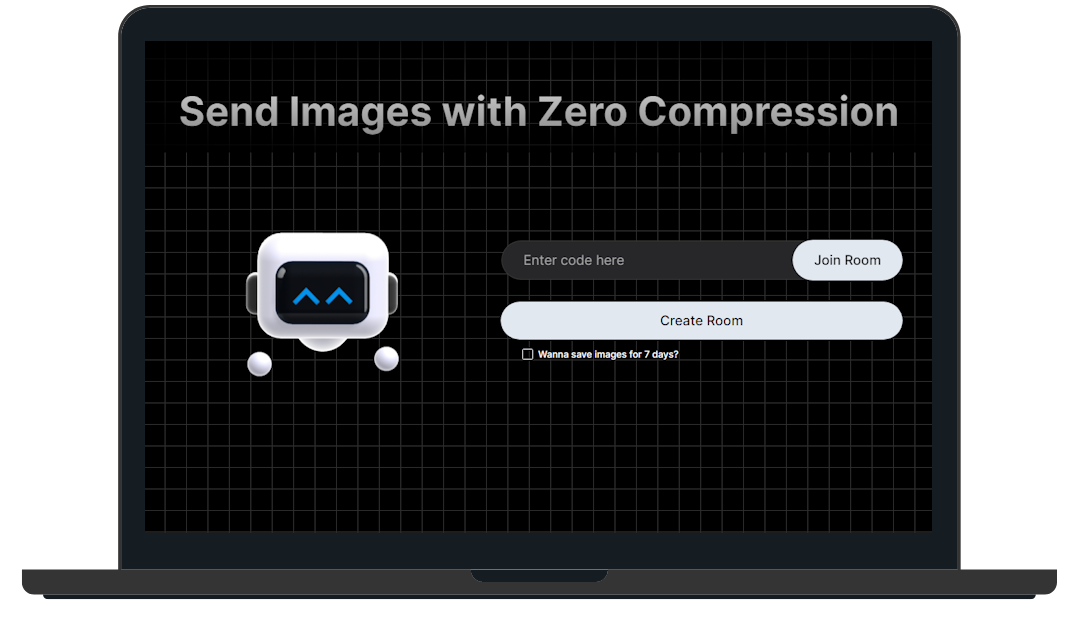 Send Images with Zero Compression
Enter code here
Join Room
Create Room
Wanna save images for 7 days?